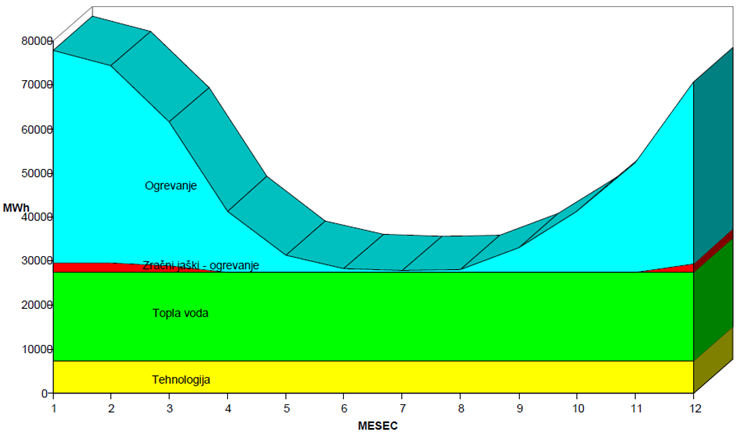 80000
70000
60000
50000
40000
30000
20000
10000
0
MWh
Ogrevanje
Zračni jaški - ogrevanje
Topla voda
Tehnologija
1 2 3 4 5 6 7 8 9 10 11 12
MESEC